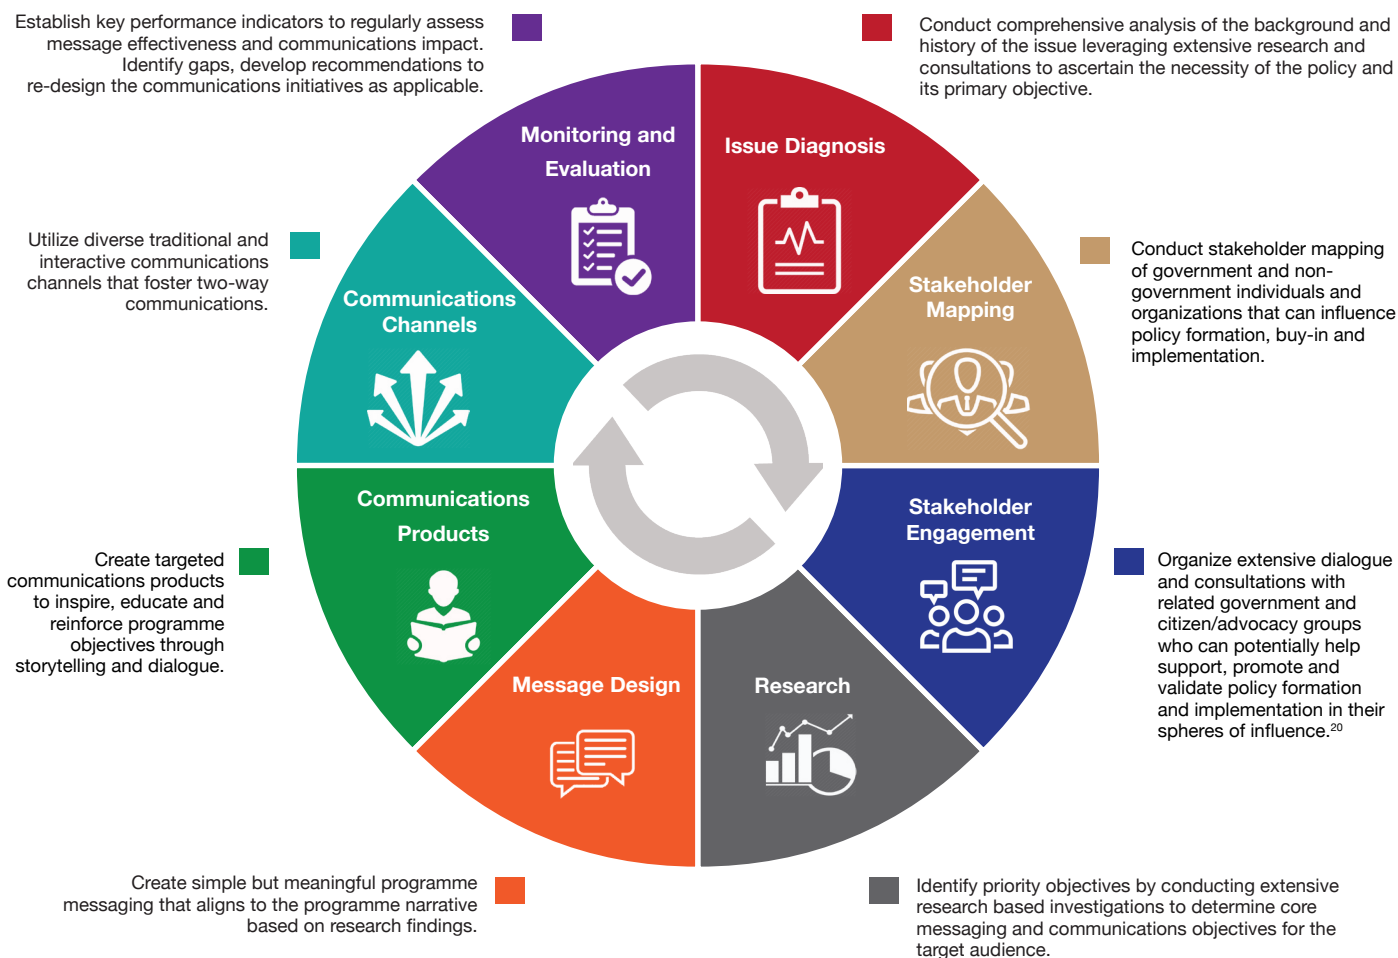 Establish key performance indicators to regularly assess
message effectiveness and communications impact.
Identify gaps, develop recommendations to
re-design the communications initiatives as applicable.
Conduct comprehensive analysis of the background and
history of the issue leveraging extensive research and
consultations to ascertain the necessity of the policy and
its primary objective.
Monitoring and
Evaluation
Issue Diagnosis
Utilize diverse traditional and
interactive communications
channels that foster two-way
communications.
Communications
Channels
Stakeholder
Mapping
Conduct stakeholder mapping
of government and non-
government individuals and
organizations that can influence
policy formation, buy-in and
implementation.
Communications
Products
Stakeholder
Engagement
Create targeted
communications products
to inspire, educate and
reinforce programme
objectives through
storytelling and dialogue.
Organize extensive dialogue
and consultations with
related government and
citizen/advocacy groups
who can potentially help
support, promote and
validate policy formation
and implementation in their
spheres of influence.20
Message Design
Research
Create simple but meaningful programme
messaging that aligns to the programme narrative
based on research findings.
Identify priority objectives by conducting extensive
research based investigations to determine core
messaging and communications objectives for the
target audience.